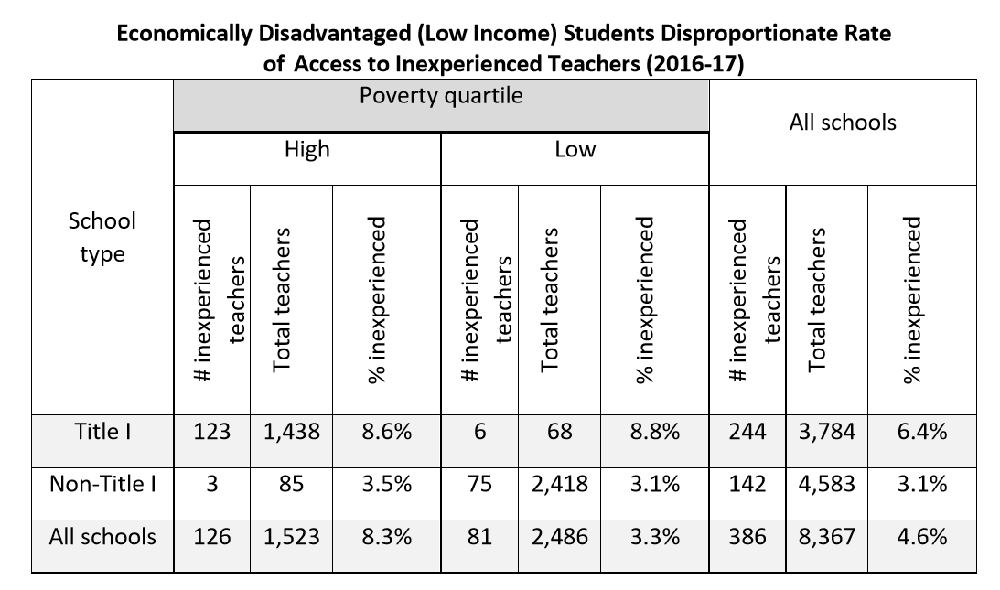 Economically Disadvantaged (Low Income) Students Disproportionate Rate
of Access to Inexperienced Teachers (2016-17)
School
type
Poverty quartile
All schools
High
Low
# inexperienced
teachers
Total teachers
% inexperienced
# inexperienced
teachers
Total teachers
% inexperienced
# inexperienced
teachers
Total teachers
% inexperienced
Title I 123 1,438 8.6% 6 68 8.8% 244 3,784 6.4%
Non-Title I 3 85 3.5% 75 2,418 3.1% 142 4,583 3.1%
All schools 126 1,523 8.3% 81 2,486 3.3% 386 8,367 4.6%